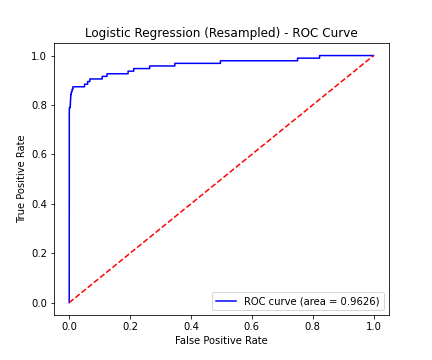 Logistic Regression (Resampled) - ROC Curve
1.0
0.8
0.6
0.4
0.2
0.0
True Positive Rate
ROC curve (area = 0.9626)
0.0 0.2 0.4 0.6 0.8 1.0
False Positive Rate